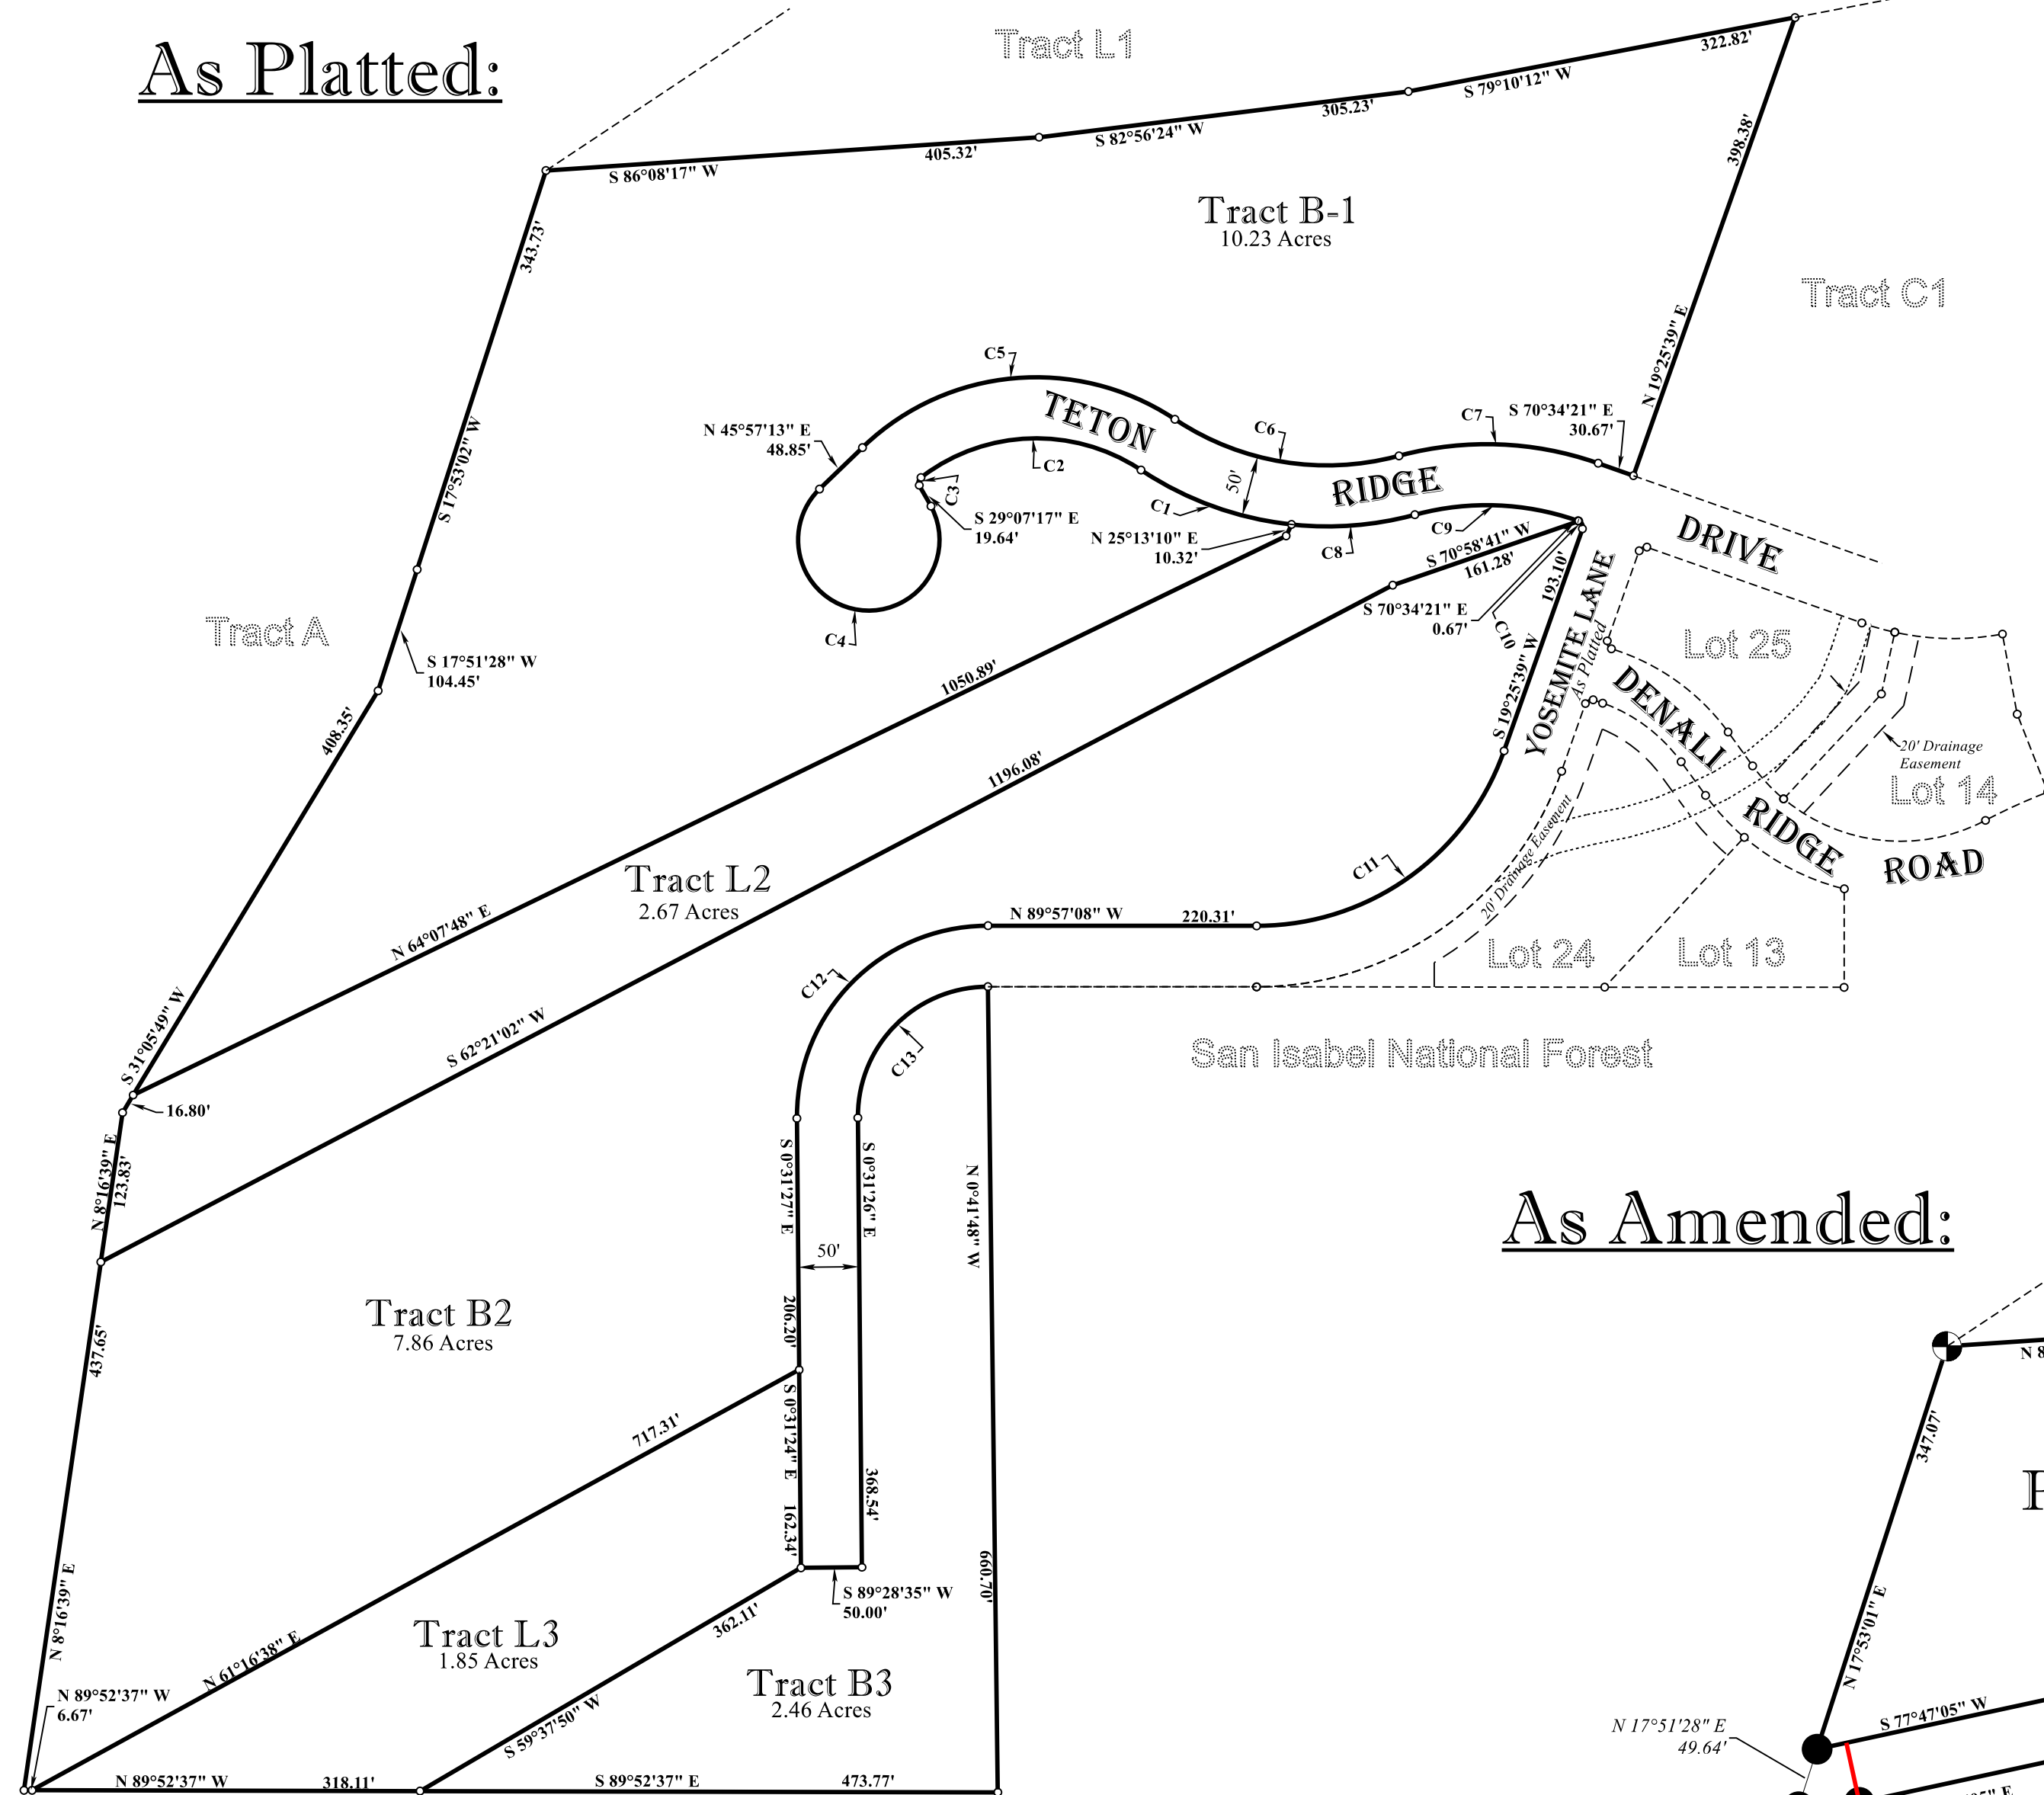 As Platted:
Tract L1
322.82'
S 79°10'12" W
305.23'
S 82°56'24" W
405.32'
S 86°08'17" W
398.38'
343.73'
Tract B-1
10.23 Acres
Tract C1
N 19°25'39" E
C5
TETON
C7
S 70°34'21" E
30.67'
N 45°57'13" E
48.85'
C6
C2
50'
RIDGE
S 17°53'02" W
C3
C1
S 29°07'17" E
19.64'
N 25°13'10" E
10.32'
C9
C8
DRIVE
S 70°58'41" W
161.28'
193.10'
S 70°34'21" E
0.67'
C10
YOSEMITE LANE
As Platted
Tract A
C4
Lot 25
S 17°51'28" W
104.45'
DENALI
1050.89'
408.35'
S 19°25'39" W
20' Drainage
Easement
1196.08'
Lot 14
RIDGE
ROAD
20' Drainage Easement
C11
Tract L2
2.67 Acres
N 64°07'48" E
N 89°57'08" W
220.31'
Lot 24
Lot 13
C12
C13
S 62°21'02" W
San Isabel National Forest
S 31°05'49" W
16.80'
N 8°16'39" E
123.83'
S 0°31'27" E
S 0°31'26" E
N 0°41'48" W
As Amended:
50'
Tract B2
7.86 Acres
206.20'
437.65'
N 8
717.31'
S 0°31'24" E
347.07'
368.54'
162.34'
660.70'
S 89°28'35" W
50.00'
N 8°16'39" E
N 61°16'38" E
Tract L3
1.85 Acres
362.11'
N 17°53'01" E
Tract B3
2.46 Acres
N 89°52'37" W
6.67'
S 59°37'50" W
S 77°47'05" W
N 17°51'28" E
49.64'
N 89°52'37" W
318.11'
S 89°52'37" E
473.77'